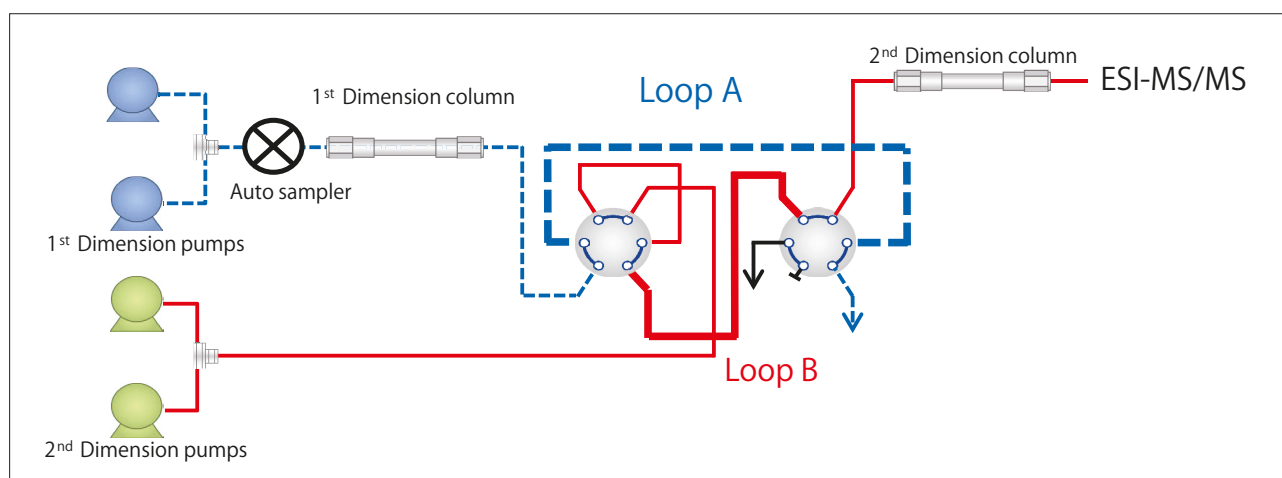 2nd Dimension column
ESI-MS/MS
Loop A
1st Dimension column
Auto sampler
1st Dimension pumps
Loop B
2nd Dimension pumps